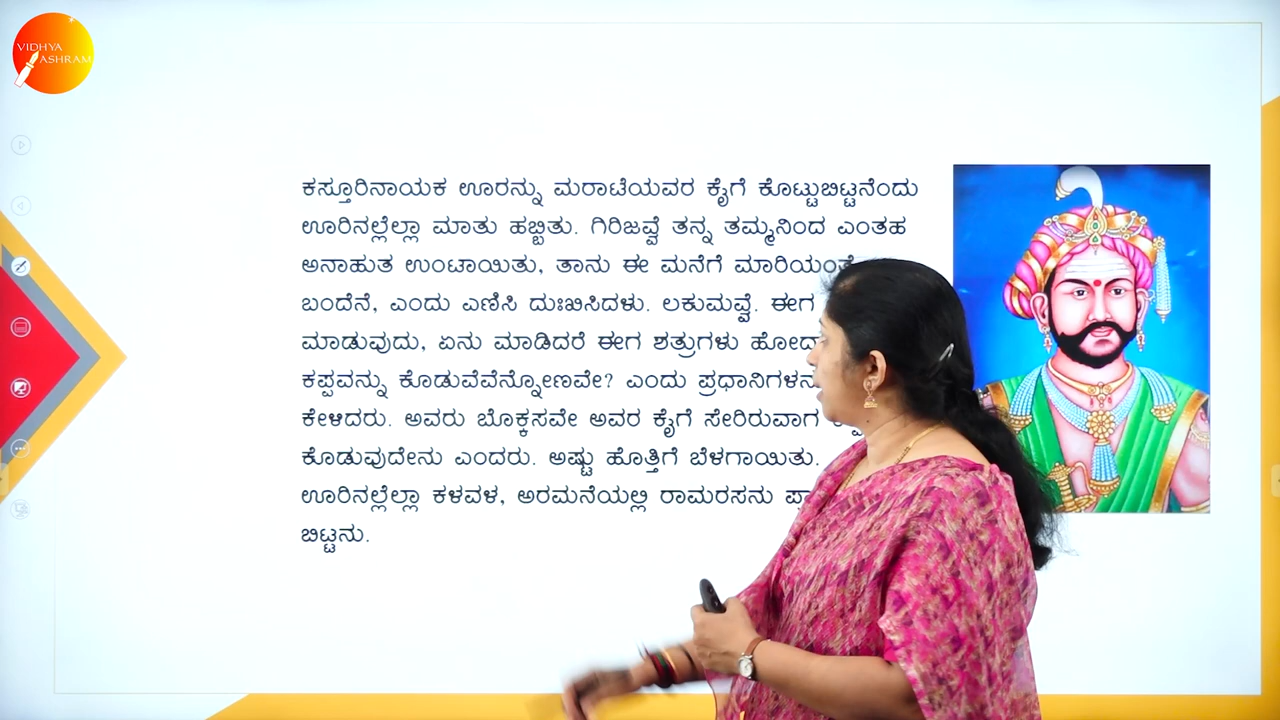 VIDHYA
ASHRAM
ಕಸ್ತೂರಿನಾಯಕ ಊರನ್ನು ಮರಾಟೆಯವರ ಕೈಗೆ ಕೊಟ್ಟುಬಿಟ್ಟನೆಂದು
ಊರಿನಲ್ಲೆಲ್ಲಾ ಮಾತು ಹಬ್ಬಿತು. ಗಿರಿಜವ್ವೆ ತನ್ನ ತಮ್ಮನಿಂದ ಎಂತಹ
ಅನಾಹುತ ಉಂಟಾಯಿತು, ತಾನು ಈ ಮನೆಗೆ ಮಾರಿಯಂತೆ
ಬಂದೆನೆ, ಎಂದು ಎಣಿಸಿ ದುಃಖಿಸಿದಳು. ಲಕುಮವ್ವೆ. ಈಗ
ಮಾಡುವುದು, ಏನು ಮಾಡಿದರೆ ಈಗ ಶತ್ರುಗಳು
ಕಪ್ಪವನ್ನು ಕೊಡುವೆವೆನ್ನೋಣವೇ? ಎಂದು
ಕೇಳಿದರು. ಅವರು ಬೊಕ್ಕಸವೇ ಅವರ ಕೈಗೆ ಸೇರಿರುವಾಗ
ಕೊಡುವುದೇನು ಎಂದರು. ಅಷ್ಟು ಹೊತ್ತಿಗೆ ಬೆಳಗಾಯಿತು.
ಊರಿನಲ್ಲೆಲ್ಲಾ ಕಳವಳ, ಅರಮನೆಯಲ್ಲಿ ರಾಮರಸನು
ಬಿಟ್ಟನು.